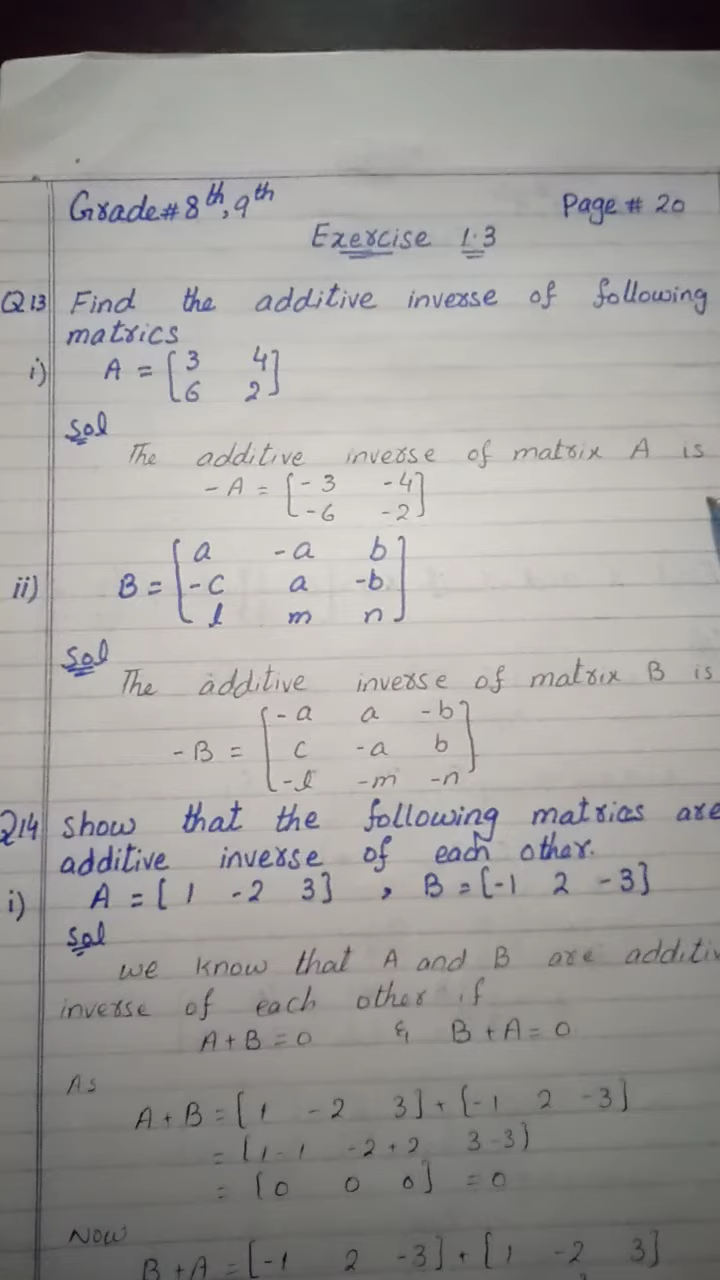 Grade# 8th, 9th Page # 20
Exercise 1.3
Q13 Find the additive inverse of following
matrics
i) A = [3 4
6 2]
Sol
The additive inverse of matrix A is
-A = [-3 -4
-6 -2]
ii) B = [a -a b
-c a -b
l m n]
Sol
The additive inverse of matrix B is
-B = [-a a -b
c -a b
-l -m -n]
Q14 Show that the following matrics are
additive inverse of each other.
i) A = [1 -2 3] , B = [-1 2 -3]
Sol
we know that A and B are additiv
inverse of each other if
A+B=0 & B+A=0
As
A+B = [1 -2 3] + [-1 2 -3]
= [1-1 -2+2 3-3]
= [0 0 0] = 0
Now
B+A = [-1 2 -3] + [1 -2 3]